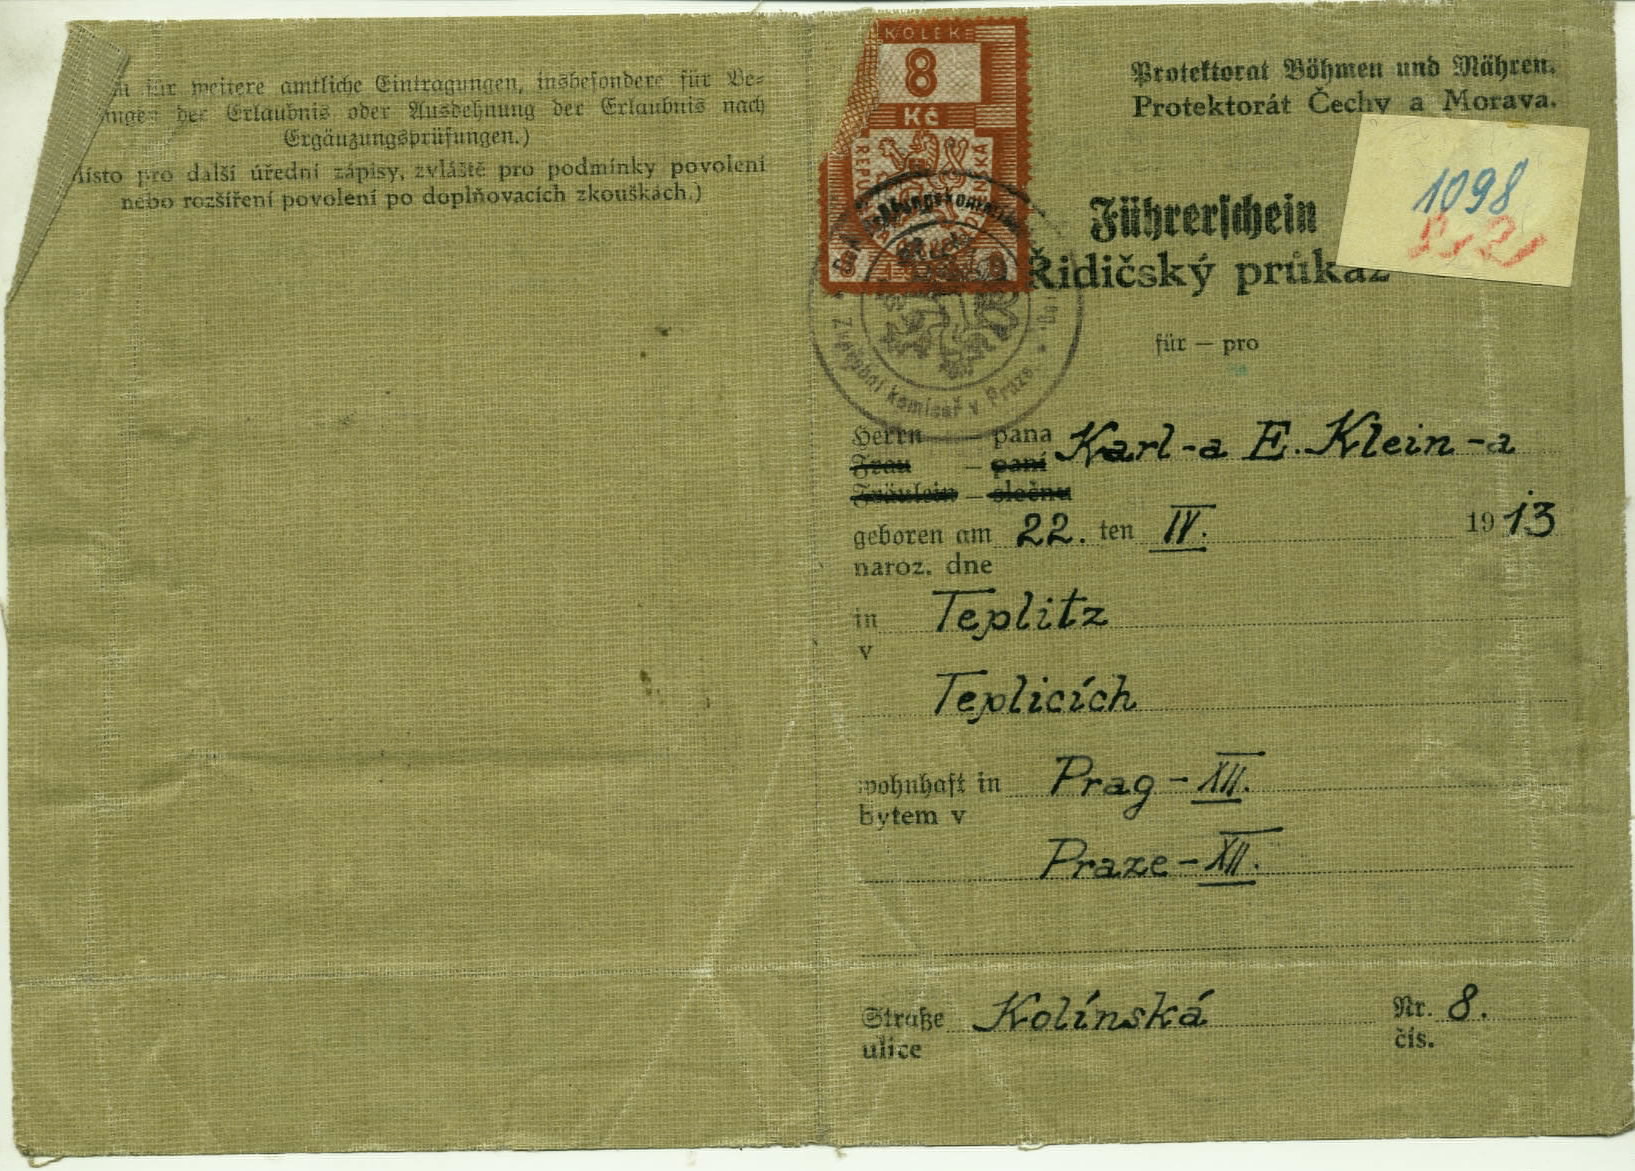 für weitere amtliche Eintragungen, insbesondere für Be-
der Erlaubnis oder Ausdehnung der Erlaubnis nach
Ergänzungsprüfungen.)
Místo pro další úřední zápisy, zvláště pro podmínky povolení
nebo rozšíření povolení po doplňovacích zkouškách.)
KOLEK
8
Kč
Zkušební komisař v Praze
Protektorat Böhmen und Mähren.
Protektorát Čechy a Morava.
1098
Führerschein
Řidičský průkaz
für — pro
Herrn — pana Karl-a E. Klein-a
Frau — paní
Fräulein — slečnu
geboren am 22. ten IV. 1913
naroz. dne
in Teplitz
v
Teplicích
wohnhaft in Prag-XII.
bytem v
Praze-XII.
Straße Kolínská Nr. 8.
ulice čís.